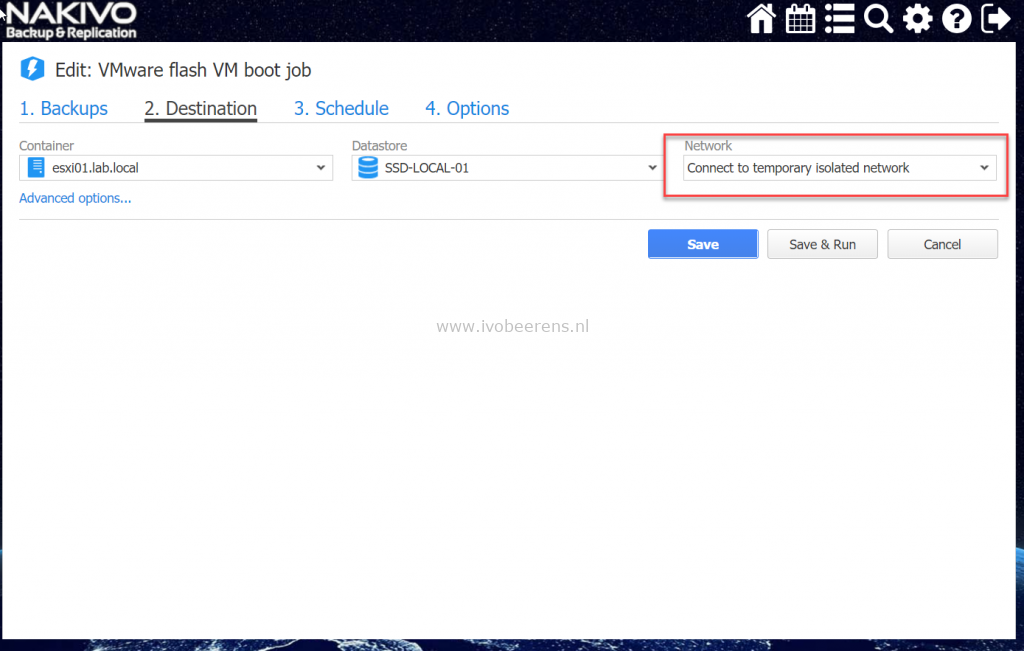 NAKIVO
Backup & Replication
Edit: VMware flash VM boot job
1. Backups 2. Destination 3. Schedule 4. Options
Container Datastore Network
esxi01.lab.local SSD-LOCAL-01 Connect to temporary isolated network
Advanced options...
Save Save & Run Cancel
www.ivobeerens.nl